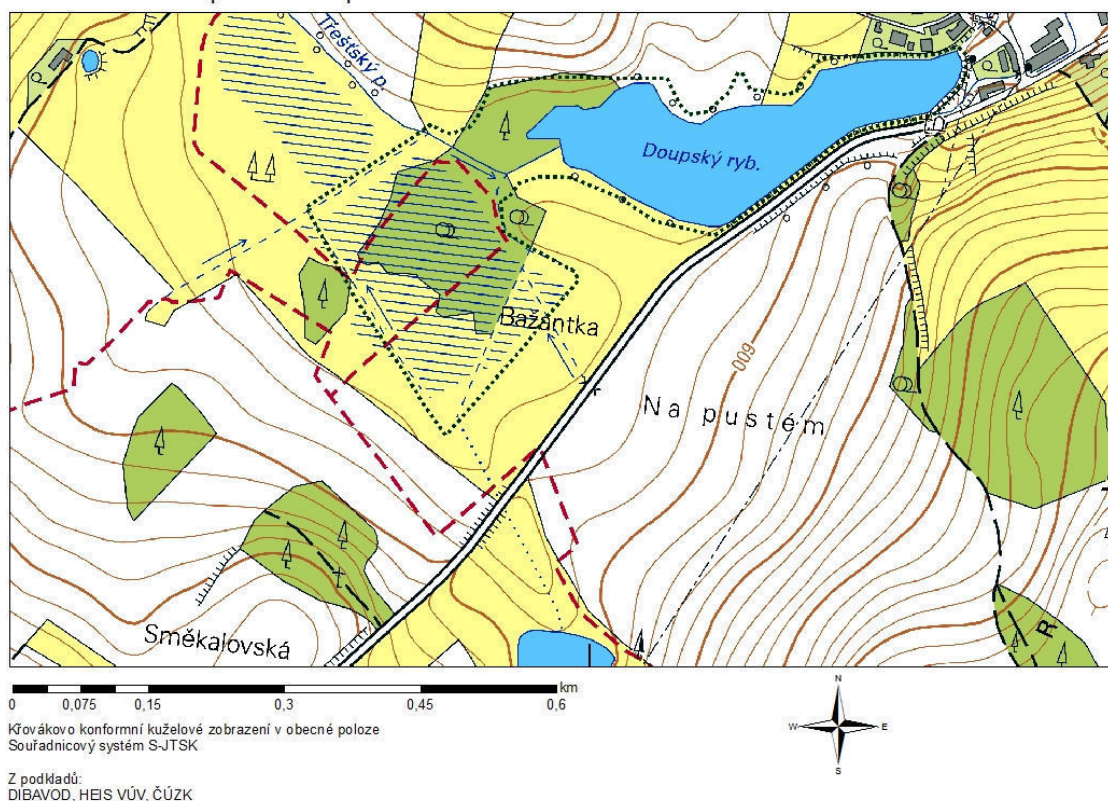 Třešťský p.
Doupský ryb.
Bažantka
600
Na pustém
R
Směkalovská
km
0 0,075 0,15 0,3 0,45 0,6
Křovákovo konformní kuželové zobrazení v obecné poloze
Souřadnicový systém S-JTSK
Z podkladů:
DIBAVOD, HEIS VÚV, ČÚZK
N
W E
S